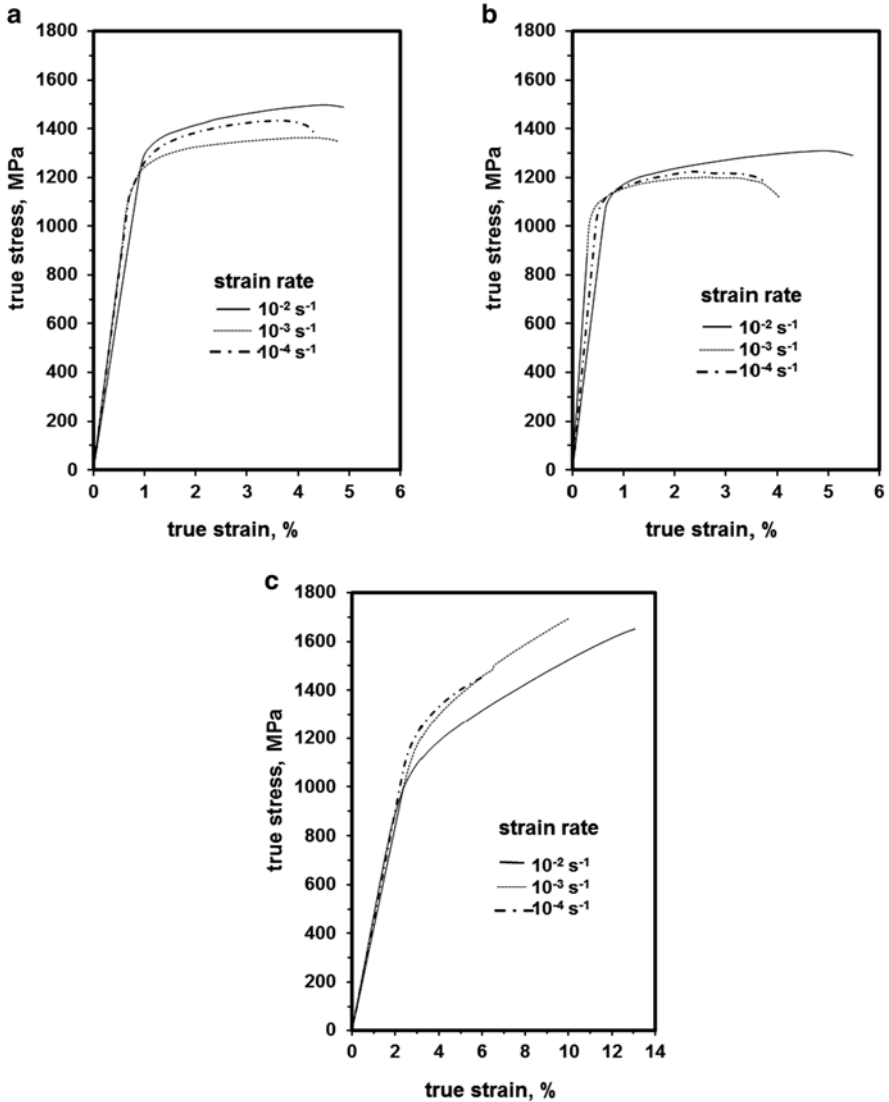 a
1800
1600
1400
1200
1000
800
600
400
200
0
true stress, MPa
strain rate
10⁻² s⁻¹
10⁻³ s⁻¹
10⁻⁴ s⁻¹
0 1 2 3 4 5 6
true strain, %
b
1800
1600
1400
1200
1000
800
600
400
200
0
true stress, MPa
strain rate
10⁻² s⁻¹
10⁻³ s⁻¹
10⁻⁴ s⁻¹
0 1 2 3 4 5 6
true strain, %
c
1800
1600
1400
1200
1000
800
600
400
200
0
true stress, MPa
strain rate
10⁻² s⁻¹
10⁻³ s⁻¹
10⁻⁴ s⁻¹
0 2 4 6 8 10 12 14
true strain, %